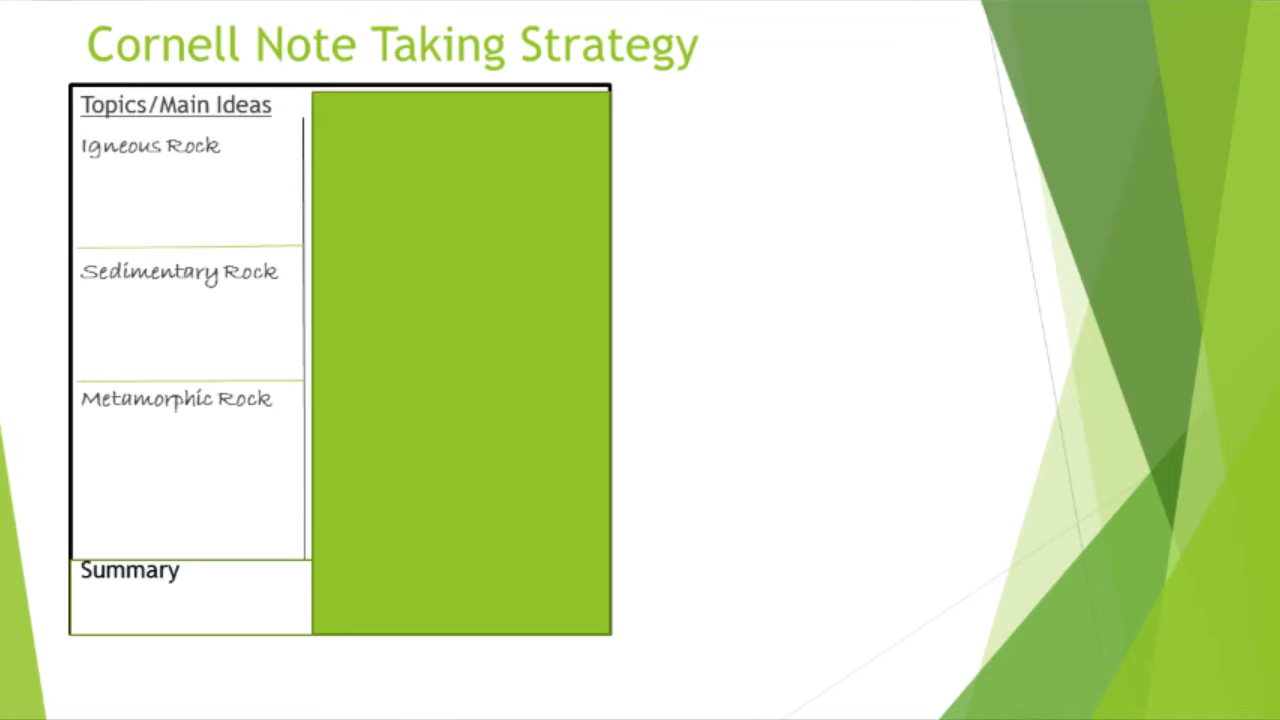 Cornell Note Taking Strategy
Topics/Main Ideas
Igneous Rock
Sedimentary Rock
Metamorphic Rock
Summary